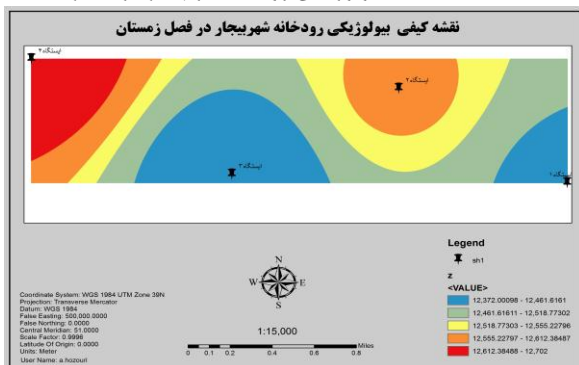 نقشه کیفی بیولوژیکی رودخانه شهربیجار در فصل زمستان
ایستگاه ۴
ایستگاه ۲
ایستگاه ۳
ایستگاه ۱
Legend
sh1
z
<VALUE>
12,372.00098 - 12,461.6161
12,461.61611 - 12,518.77302
12,518.77303 - 12,555.22796
12,555.22797 - 12,612.38487
12,612.38488 - 12,702
N
W E
S
1:15,000
0 0.1 0.2 0.4 0.6 0.8 Miles
Coordinate System: WGS 1984 UTM Zone 39N
Projection: Transverse Mercator
Datum: WGS 1984
False Easting: 500,000.0000
False Northing: 0.0000
Central Meridian: 51.0000
Scale Factor: 0.9996
Latitude Of Origin: 0.0000
Units: Meter
User Name: a.hozouri